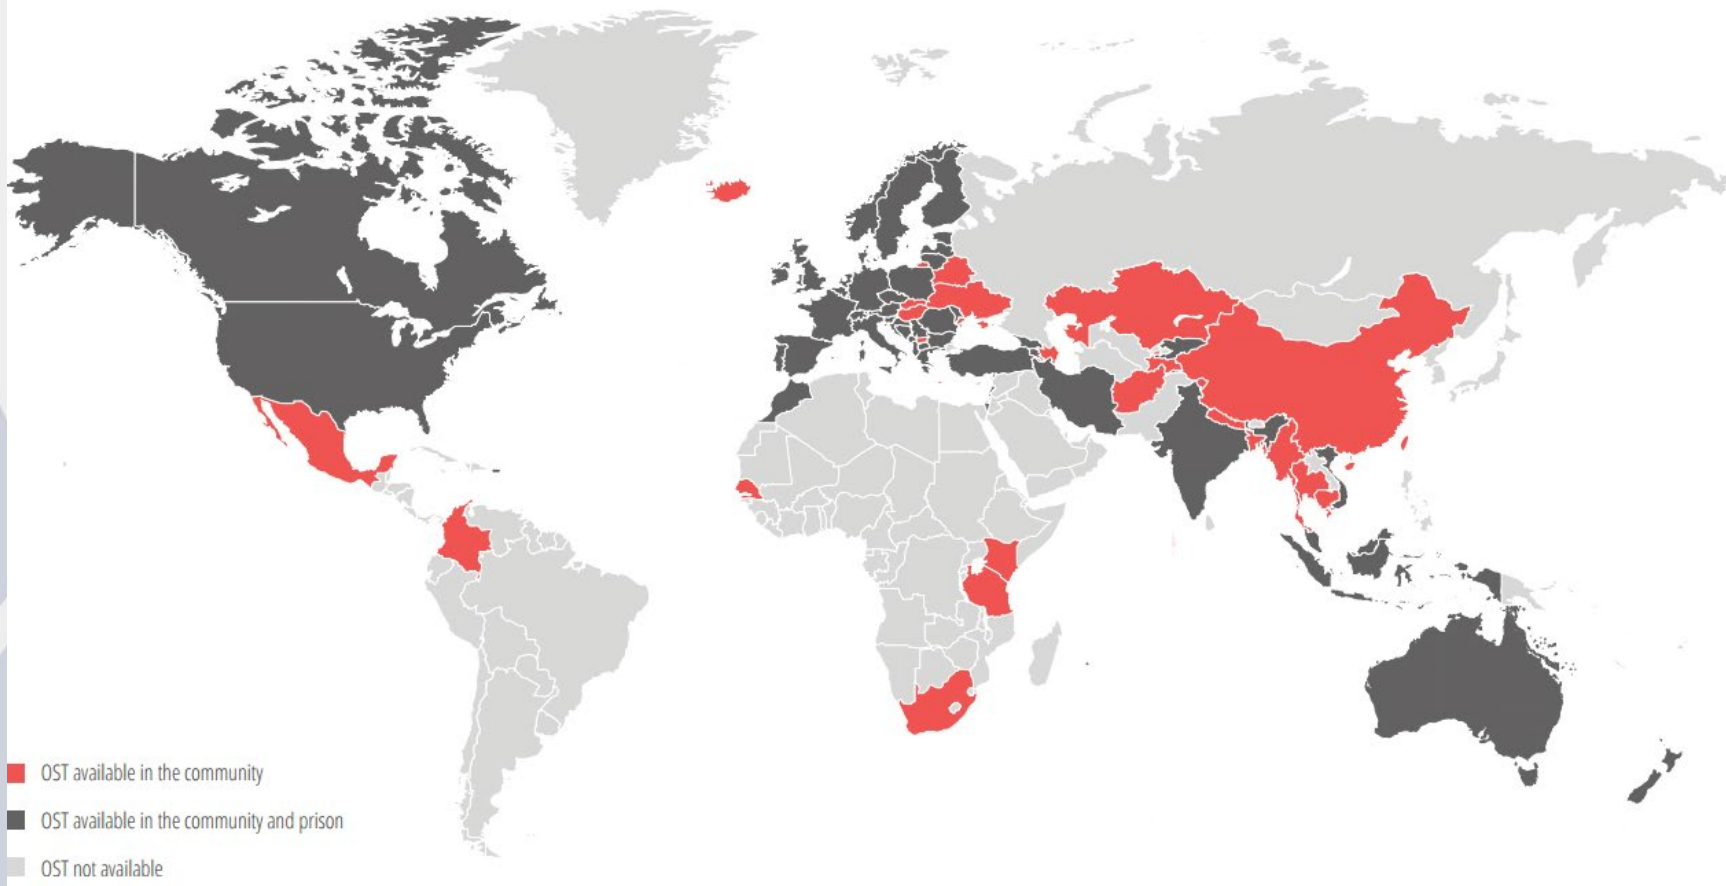 OST available in the community
OST available in the community and prison
OST not available